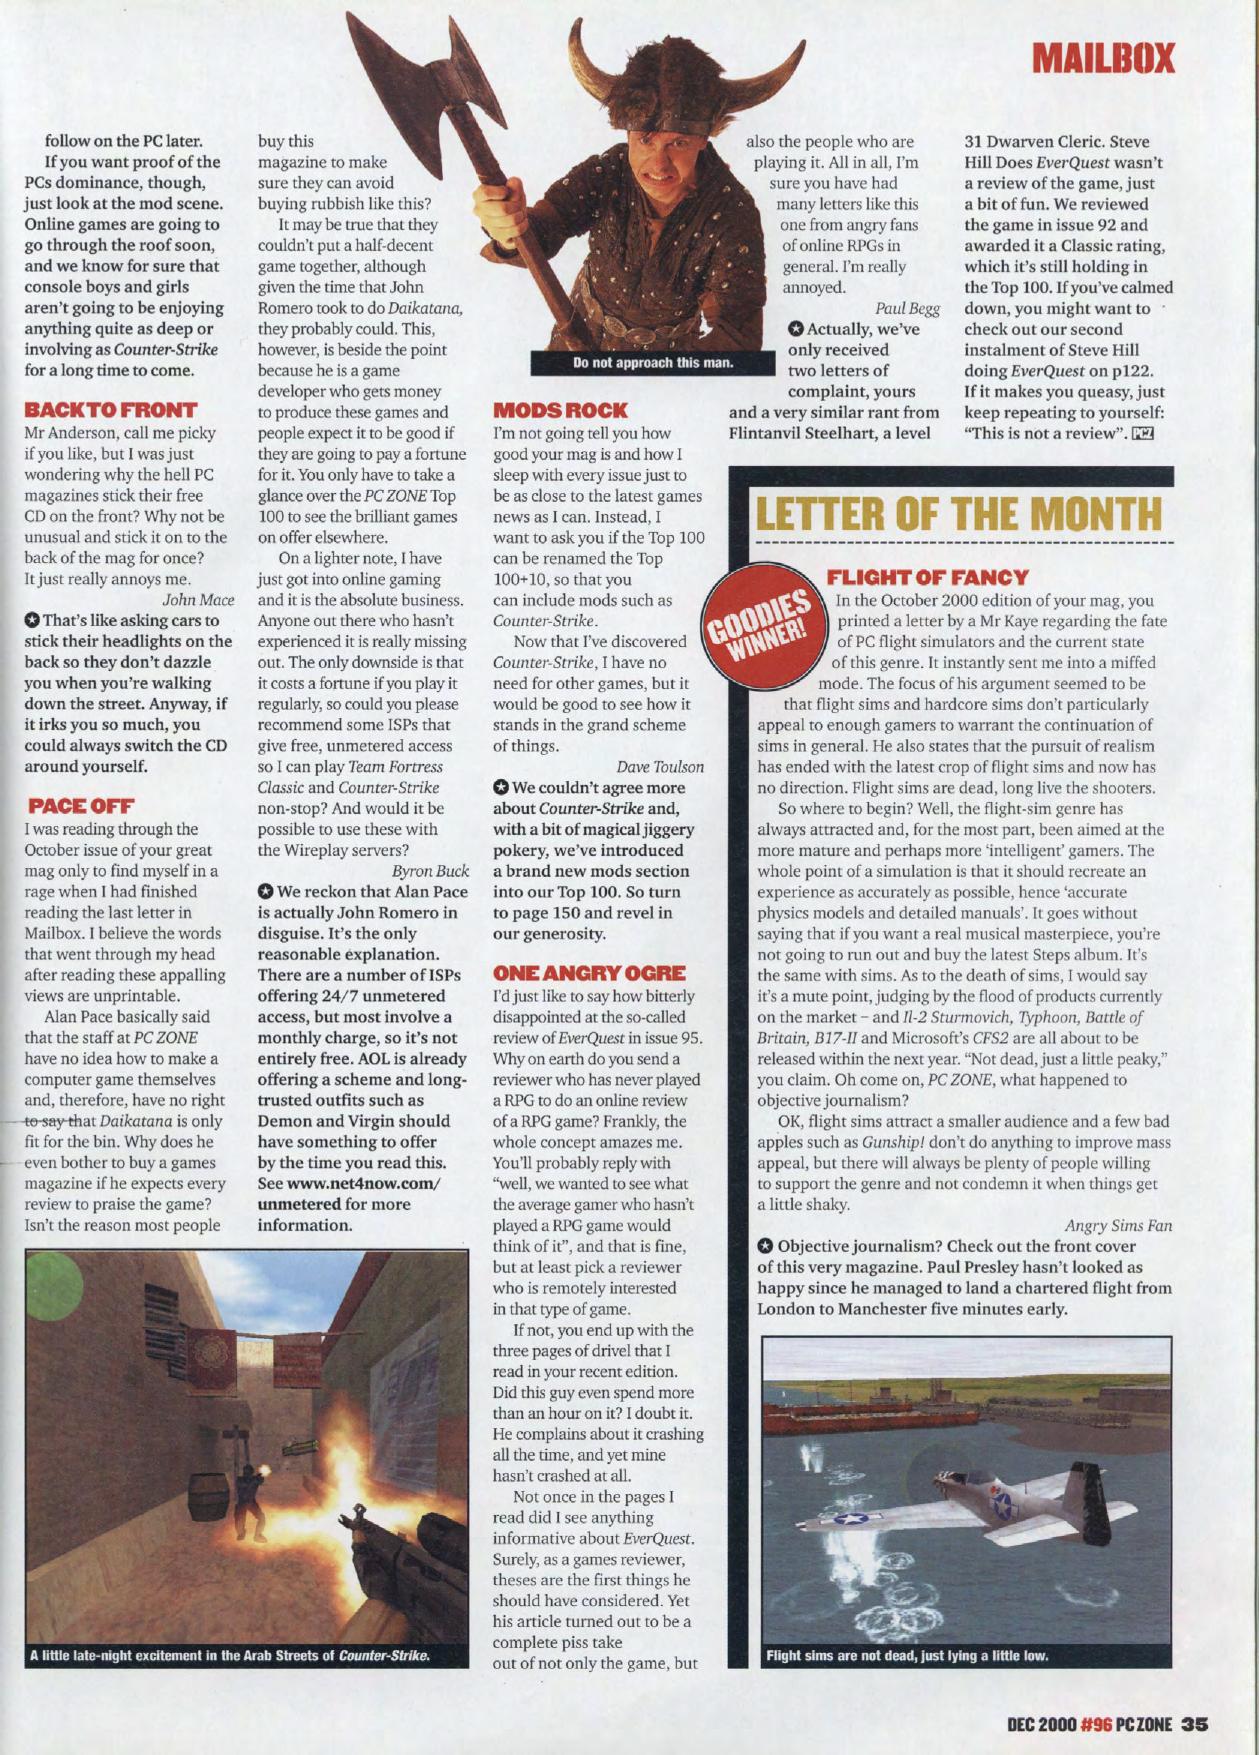 MAILBOX
follow on the PC later.
If you want proof of the
PCs dominance, though,
just look at the mod scene.
Online games are going to
go through the roof soon,
and we know for sure that
console boys and girls
aren't going to be enjoying
anything quite as deep or
involving as Counter-Strike
for a long time to come.
BACK TO FRONT
Mr Anderson, call me picky
if you like, but I was just
wondering why the hell PC
magazines stick their free
CD on the front? Why not be
unusual and stick it on to the
back of the mag for once?
It just really annoys me.
John Mace
That's like asking cars to
stick their headlights on the
back so they don't dazzle
you when you're walking
down the street. Anyway, if
it irks you so much, you
could always switch the CD
around yourself.
PACE OFF
I was reading through the
October issue of your great
mag only to find myself in a
rage when I had finished
reading the last letter in
Mailbox. I believe the words
that went through my head
after reading these appalling
views are unprintable.
Alan Pace basically said
that the staff at PC ZONE
have no idea how to make a
computer game themselves
and, therefore, have no right
to say that Daikatana is only
fit for the bin. Why does he
even bother to buy a games
magazine if he expects every
review to praise the game?
Isn't the reason most people
buy this
magazine to make
sure they can avoid
buying rubbish like this?
It may be true that they
couldn't put a half-decent
game together, although
given the time that John
Romero took to do Daikatana,
they probably could. This,
however, is beside the point
because he is a game
developer who gets money
to produce these games and
people expect it to be good if
they are going to pay a fortune
for it. You only have to take a
glance over the PC ZONE Top
100 to see the brilliant games
on offer elsewhere.
On a lighter note, I have
just got into online gaming
and it is the absolute business.
Anyone out there who hasn't
experienced it is really missing
out. The only downside is that
it costs a fortune if you play it
regularly, so could you please
recommend some ISPs that
give free, unmetered access
so I can play Team Fortress
Classic and Counter-Strike
non-stop? And would it be
possible to use these with
the Wireplay servers?
Byron Buck
We reckon that Alan Pace
is actually John Romero in
disguise. It's the only
reasonable explanation.
There are a number of ISPs
offering 24/7 unmetered
access, but most involve a
monthly charge, so it's not
entirely free. AOL is already
offering a scheme and long-
trusted outfits such as
Demon and Virgin should
have something to offer
by the time you read this.
See www.net4now.com/
unmetered for more
information.
A little late-night excitement in the Arab Streets of Counter-Strike.
Do not approach this man.
MODS ROCK
I'm not going tell you how
good your mag is and how I
sleep with every issue just to
be as close to the latest games
news as I can. Instead, I
want to ask you if the Top 100
can be renamed the Top
100+10, so that you
can include mods such as
Counter-Strike.
Now that I've discovered
Counter-Strike, I have no
need for other games, but it
would be good to see how it
stands in the grand scheme
of things.
Dave Toulson
We couldn't agree more
about Counter-Strike and,
with a bit of magical jiggery
pokery, we've introduced
a brand new mods section
into our Top 100. So turn
to page 150 and revel in
our generosity.
ONE ANGRY OGRE
I'd just like to say how bitterly
disappointed at the so-called
review of EverQuest in issue 95.
Why on earth do you send a
reviewer who has never played
a RPG to do an online review
of a RPG game? Frankly, the
whole concept amazes me.
You'll probably reply with
"well, we wanted to see what
the average gamer who hasn't
played a RPG game would
think of it", and that is fine,
but at least pick a reviewer
who is remotely interested
in that type of game.
If not, you end up with the
three pages of drivel that I
read in your recent edition.
Did this guy even spend more
than an hour on it? I doubt it.
He complains about it crashing
all the time, and yet mine
hasn't crashed at all.
Not once in the pages I
read did I see anything
informative about EverQuest.
Surely, as a games reviewer,
theses are the first things he
should have considered. Yet
his article turned out to be a
complete piss take
out of not only the game, but
also the people who are
playing it. All in all, I'm
sure you have had
many letters like this
one from angry fans
of online RPGs in
general. I'm really
annoyed.
Paul Begg
Actually, we've
only received
two letters of
complaint, yours
and a very similar rant from
Flintanvil Steelhart, a level
31 Dwarven Cleric. Steve
Hill Does EverQuest wasn't
a review of the game, just
a bit of fun. We reviewed
the game in issue 92 and
awarded it a Classic rating,
which it's still holding in
the Top 100. If you've calmed
down, you might want to
check out our second
instalment of Steve Hill
doing EverQuest on p122.
If it makes you queasy, just
keep repeating to yourself:
"This is not a review". PCZ
LETTER OF THE MONTH
GOODIES
WINNER!
FLIGHT OF FANCY
In the October 2000 edition of your mag, you
printed a letter by a Mr Kaye regarding the fate
of PC flight simulators and the current state
of this genre. It instantly sent me into a miffed
mode. The focus of his argument seemed to be
that flight sims and hardcore sims don't particularly
appeal to enough gamers to warrant the continuation of
sims in general. He also states that the pursuit of realism
has ended with the latest crop of flight sims and now has
no direction. Flight sims are dead, long live the shooters.
So where to begin? Well, the flight-sim genre has
always attracted and, for the most part, been aimed at the
more mature and perhaps more 'intelligent' gamers. The
whole point of a simulation is that it should recreate an
experience as accurately as possible, hence 'accurate
physics models and detailed manuals'. It goes without
saying that if you want a real musical masterpiece, you're
not going to run out and buy the latest Steps album. It's
the same with sims. As to the death of sims, I would say
it's a mute point, judging by the flood of products currently
on the market – and Il-2 Sturmovich, Typhoon, Battle of
Britain, B17-II and Microsoft's CFS2 are all about to be
released within the next year. "Not dead, just a little peaky,"
you claim. Oh come on, PC ZONE, what happened to
objective journalism?
OK, flight sims attract a smaller audience and a few bad
apples such as Gunship! don't do anything to improve mass
appeal, but there will always be plenty of people willing
to support the genre and not condemn it when things get
a little shaky.
Angry Sims Fan
Objective journalism? Check out the front cover
of this very magazine. Paul Presley hasn't looked as
happy since he managed to land a chartered flight from
London to Manchester five minutes early.
Flight sims are not dead, just lying a little low.
DEC 2000 #96 PC ZONE 35